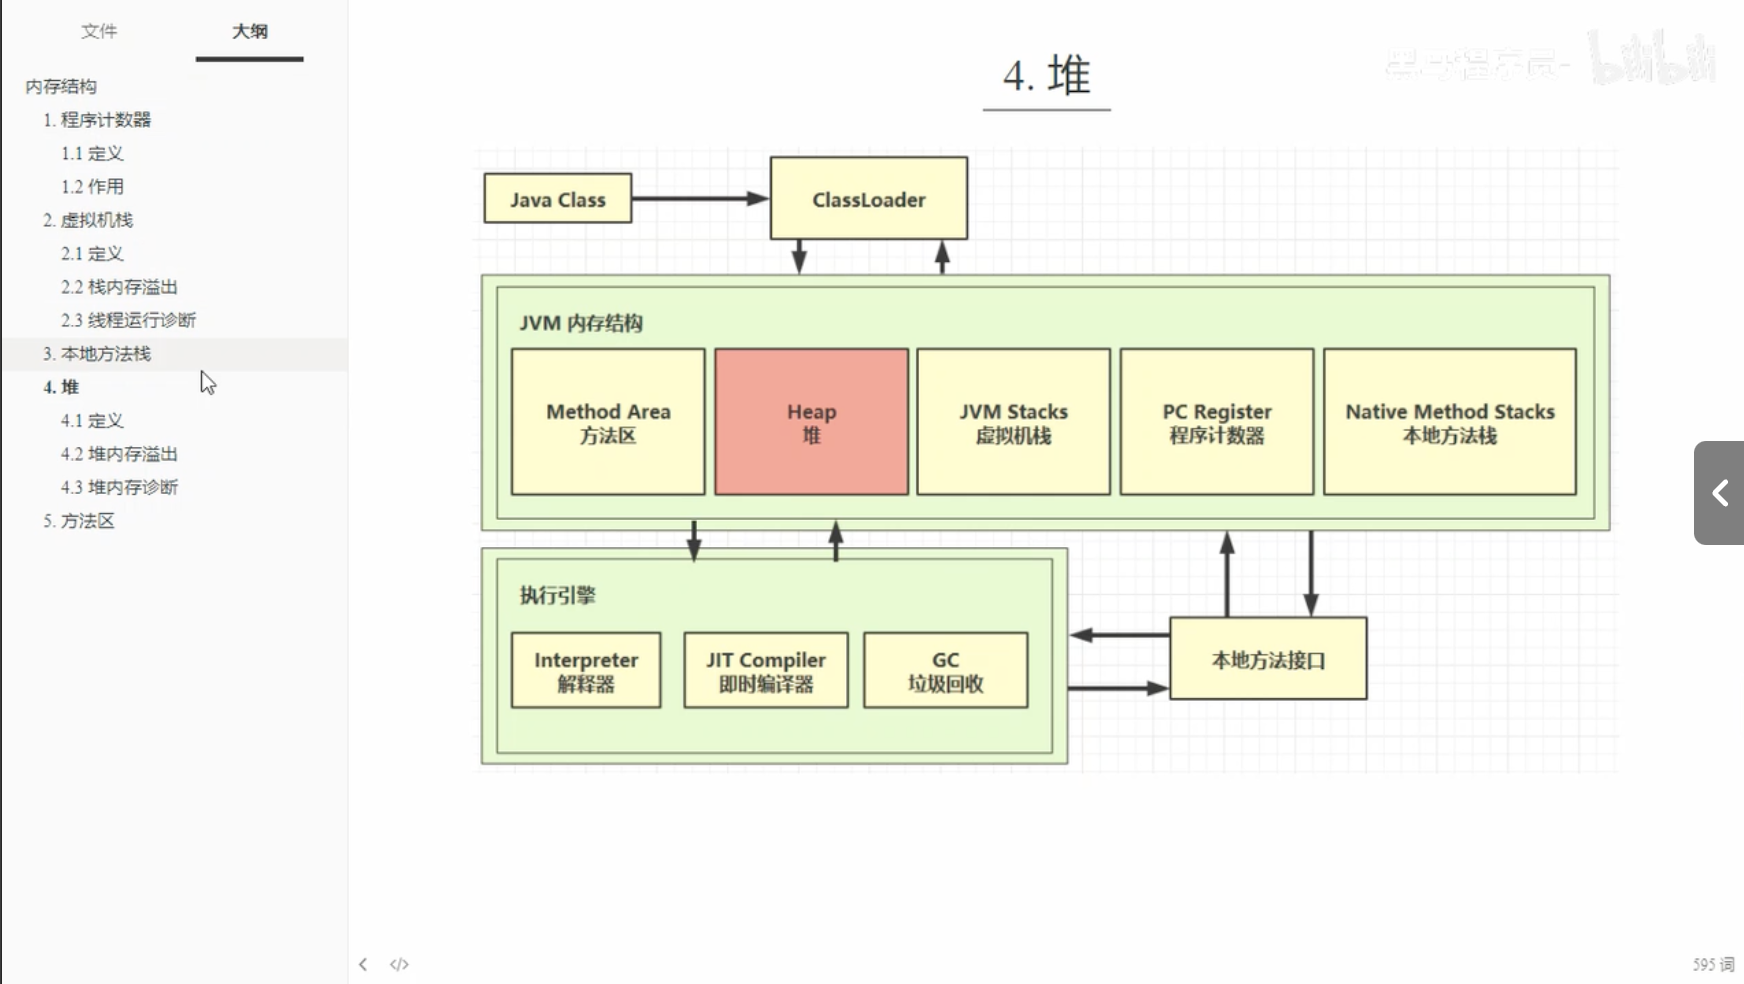 文件 大纲
内存结构
1. 程序计数器
1.1 定义
1.2 作用
2. 虚拟机栈
2.1 定义
2.2 栈内存溢出
2.3 线程运行诊断
3. 本地方法栈
4. 堆
4.1 定义
4.2 堆内存溢出
4.3 堆内存诊断
5. 方法区
4. 堆
黑马程序员-
bilibili
Java Class
ClassLoader
JVM 内存结构
Method Area
方法区
Heap
堆
JVM Stacks
虚拟机栈
PC Register
程序计数器
Native Method Stacks
本地方法栈
执行引擎
Interpreter
解释器
JIT Compiler
即时编译器
GC
垃圾回收
本地方法接口
</> 
595 词